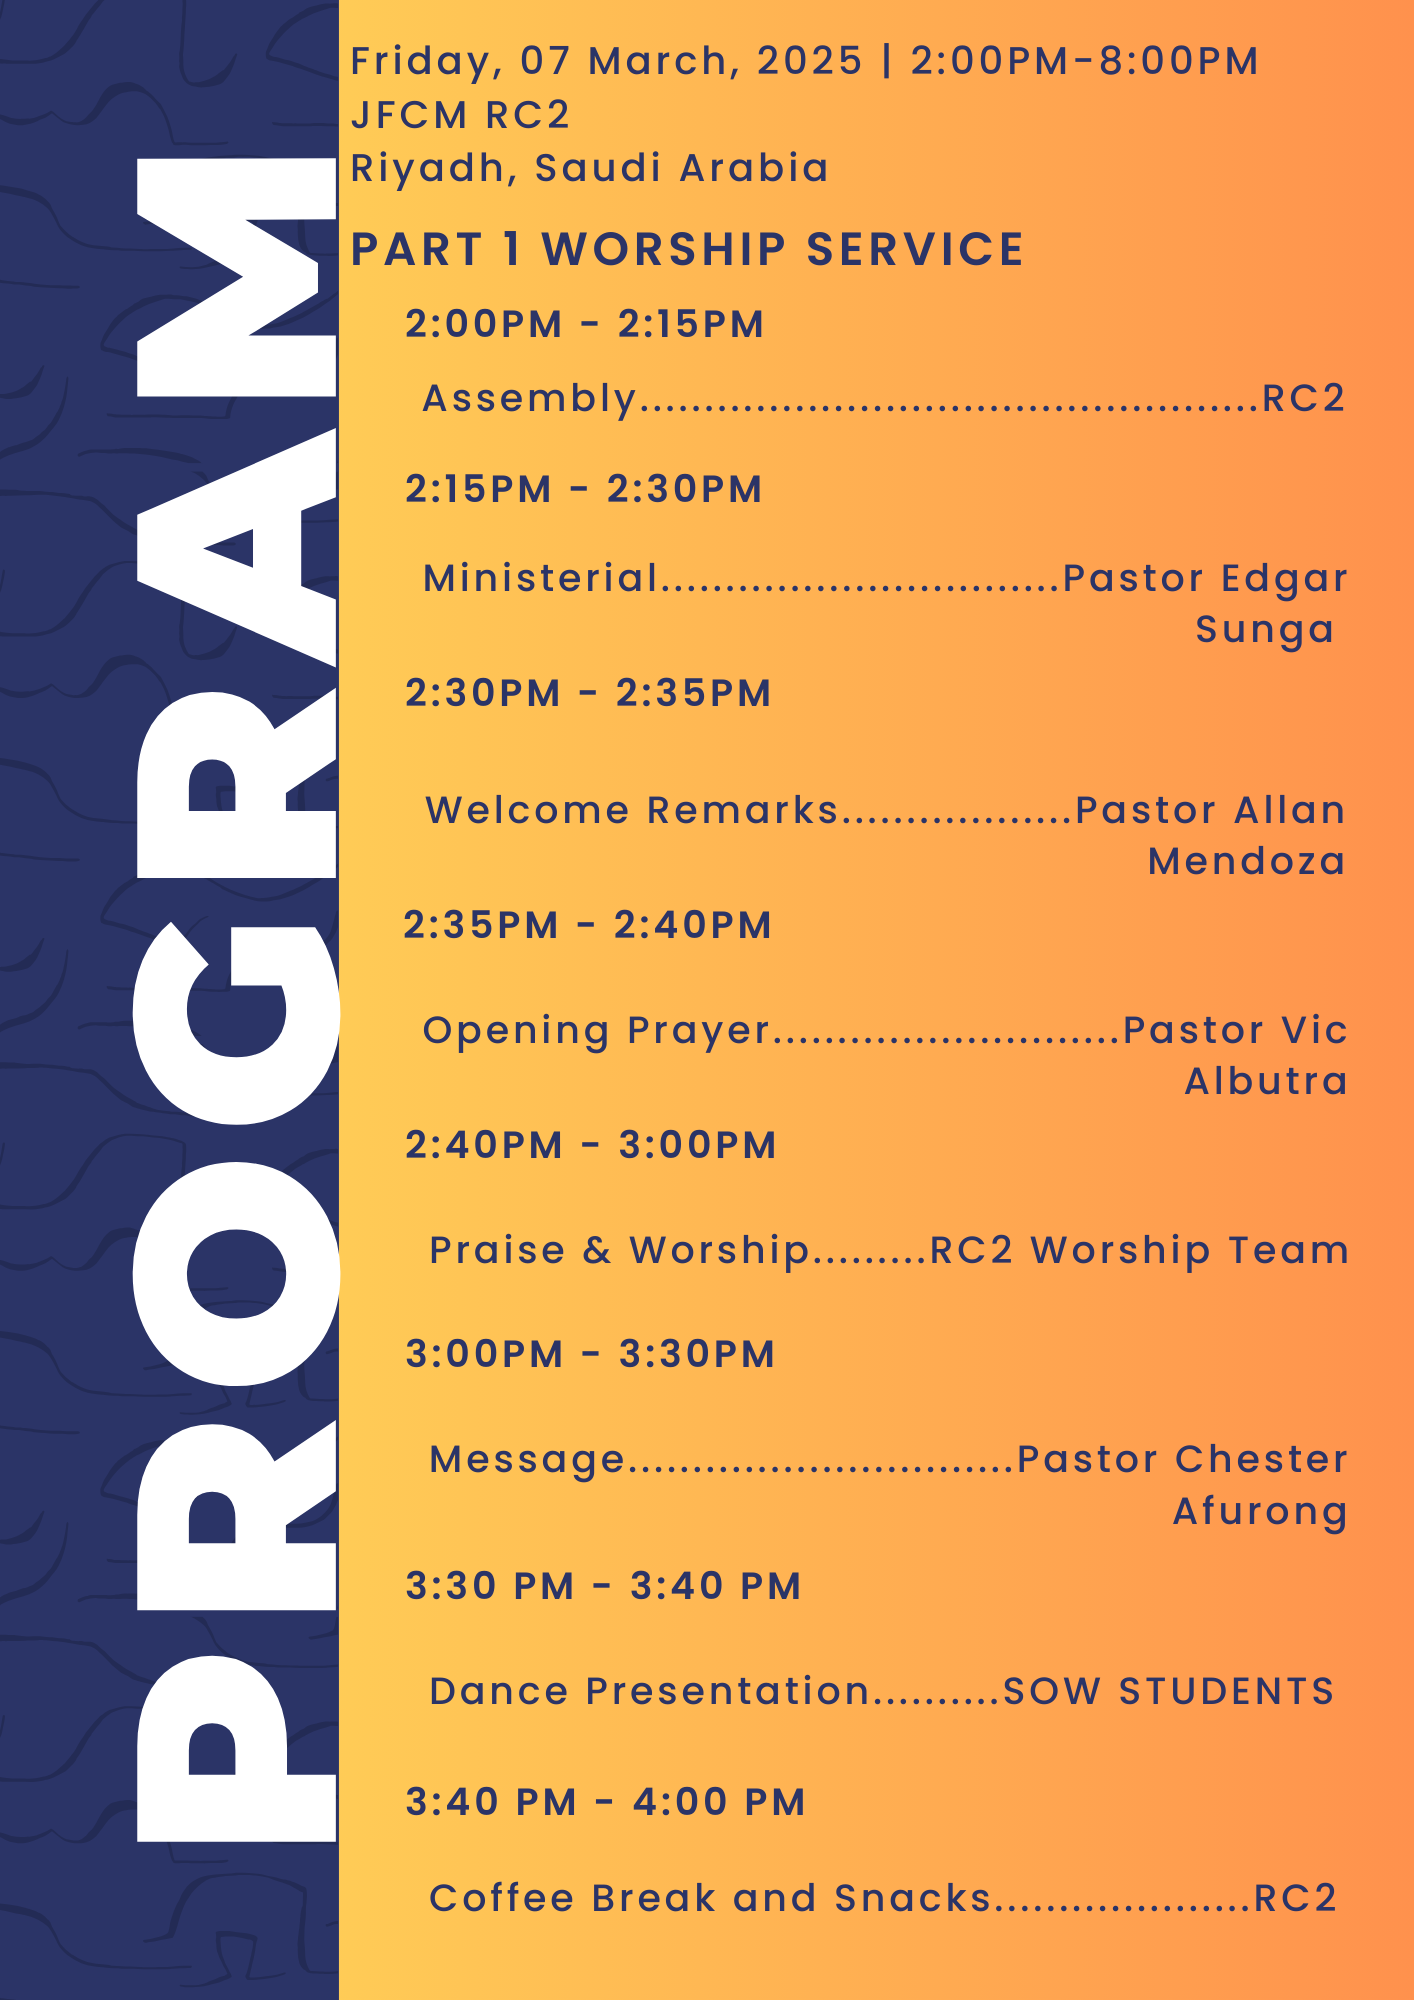 PROGRAM
Friday, 07 March, 2025 | 2:00PM-8:00PM
JFCM RC2
Riyadh, Saudi Arabia
PART 1 WORSHIP SERVICE
2:00PM - 2:15PM
Assembly................................................RC2
2:15PM - 2:30PM
Ministerial...............................Pastor Edgar
Sunga
2:30PM - 2:35PM
Welcome Remarks..................Pastor Allan
Mendoza
2:35PM - 2:40PM
Opening Prayer...........................Pastor Vic
Albutra
2:40PM - 3:00PM
Praise & Worship.........RC2 Worship Team
3:00PM - 3:30PM
Message..............................Pastor Chester
Afurong
3:30 PM - 3:40 PM
Dance Presentation..........SOW STUDENTS
3:40 PM - 4:00 PM
Coffee Break and Snacks....................RC2